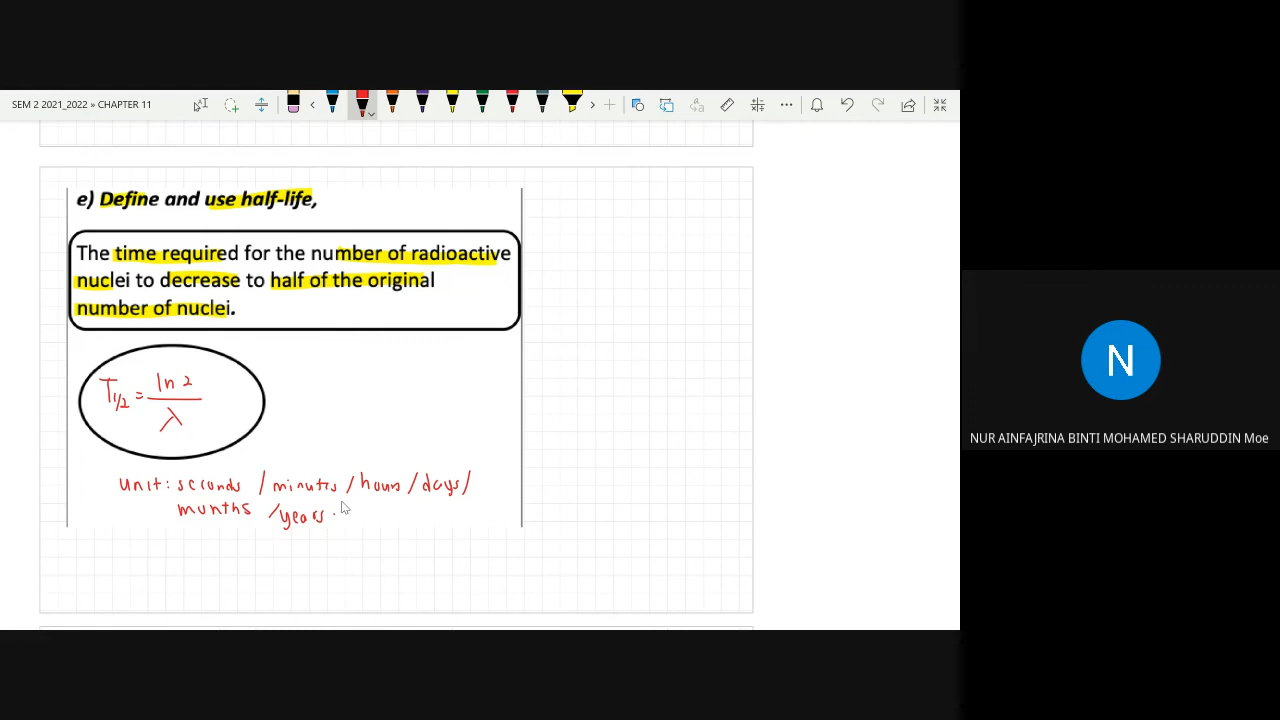 SEM 2 2021_2022 » CHAPTER 11
e) Define and use half-life,
The time required for the number of radioactive
nuclei to decrease to half of the original
number of nuclei.
T1/2 = ln 2
λ
unit: seconds / minutes / hours / days /
months / years.
N
NUR AINFAJRINA BINTI MOHAMED SHARUDDIN Moe